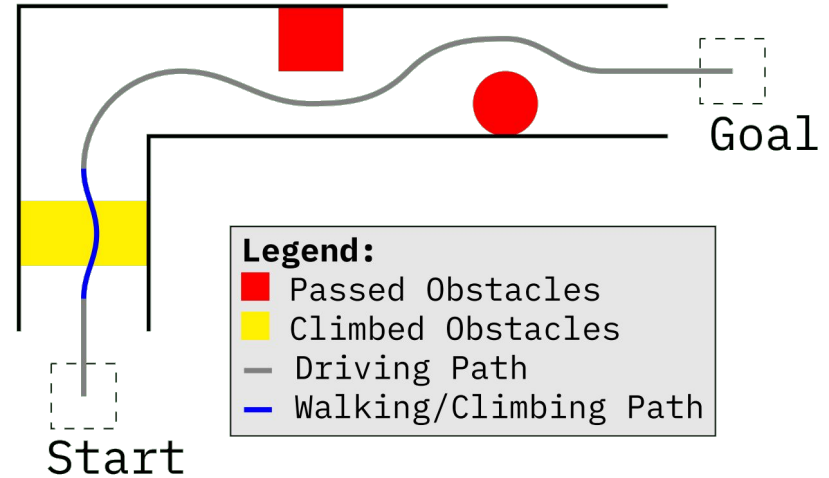 Goal
Legend:
Passed Obstacles
Climbed Obstacles
Driving Path
Walking/Climbing Path
Start